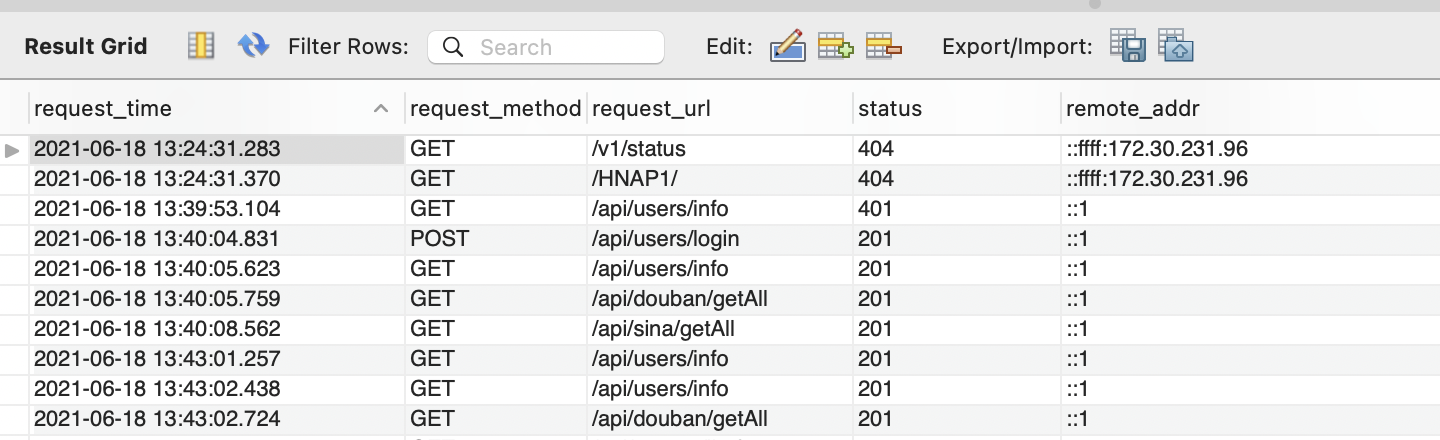 Result Grid Filter Rows: Search Edit: Export/Import:
request_time request_method request_url status remote_addr
2021-06-18 13:24:31.283 GET /v1/status 404 ::ffff:172.30.231.96
2021-06-18 13:24:31.370 GET /HNAP1/ 404 ::ffff:172.30.231.96
2021-06-18 13:39:53.104 GET /api/users/info 401 ::1
2021-06-18 13:40:04.831 POST /api/users/login 201 ::1
2021-06-18 13:40:05.623 GET /api/users/info 201 ::1
2021-06-18 13:40:05.759 GET /api/douban/getAll 201 ::1
2021-06-18 13:40:08.562 GET /api/sina/getAll 201 ::1
2021-06-18 13:43:01.257 GET /api/users/info 201 ::1
2021-06-18 13:43:02.438 GET /api/users/info 201 ::1
2021-06-18 13:43:02.724 GET /api/douban/getAll 201 ::1